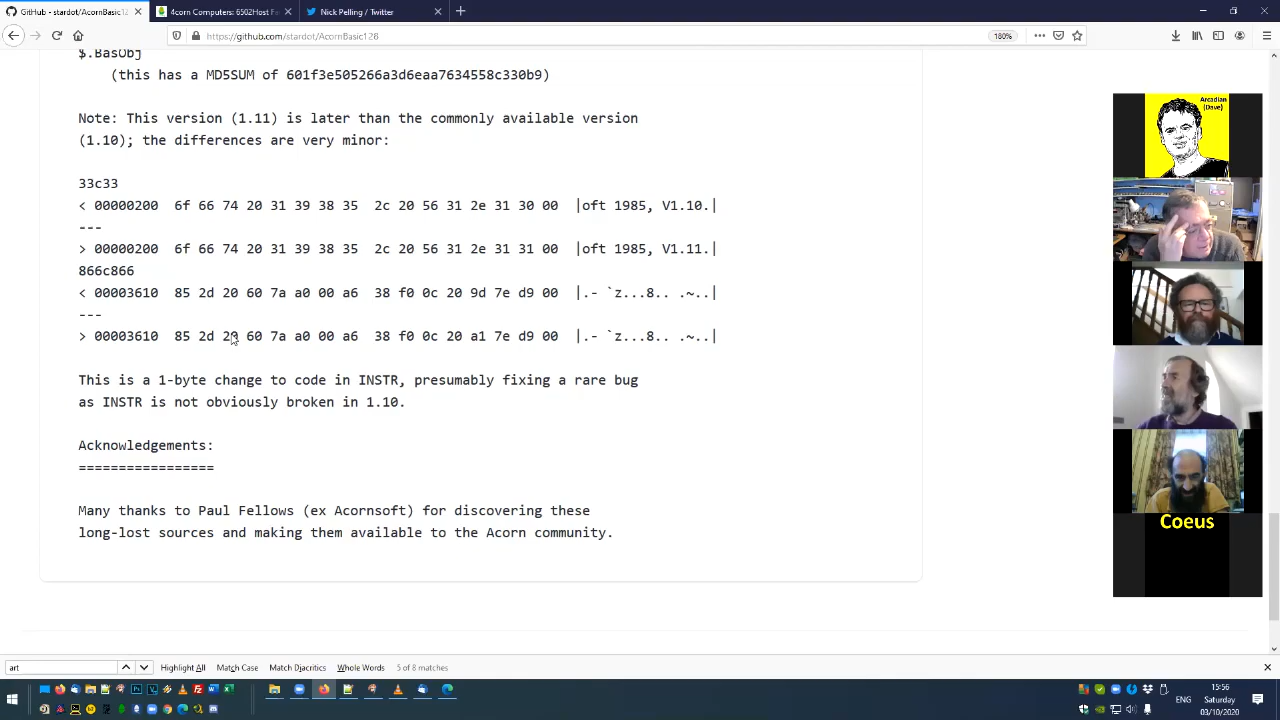 GitHub - stardot/AcornBasic12
4corn Computers: 6502Host Fa
Nick Pelling / Twitter
https://github.com/stardot/AcornBasic128
180%
$.BasObj
(this has a MD5SUM of 601f3e505266a3d6eaa7634558c330b9)
Note: This version (1.11) is later than the commonly available version
(1.10); the differences are very minor:
33c33
< 00000200 6f 66 74 20 31 39 38 35 2c 20 56 31 2e 31 30 00 |oft 1985, V1.10.|
---
> 00000200 6f 66 74 20 31 39 38 35 2c 20 56 31 2e 31 31 00 |oft 1985, V1.11.|
866c866
< 00003610 85 2d 20 60 7a a0 00 a6 38 f0 0c 20 9d 7e d9 00 |.- `z...8.. .~..|
---
> 00003610 85 2d 20 60 7a a0 00 a6 38 f0 0c 20 a1 7e d9 00 |.- `z...8.. .~..|
This is a 1-byte change to code in INSTR, presumably fixing a rare bug
as INSTR is not obviously broken in 1.10.
Acknowledgements:
=================
Many thanks to Paul Fellows (ex Acornsoft) for discovering these
long-lost sources and making them available to the Acorn community.
Arcadian
(Dave)
Coeus
art
Highlight All
Match Case
Match Diacritics
Whole Words
5 of 8 matches
ENG
15:56
Saturday
03/10/2020